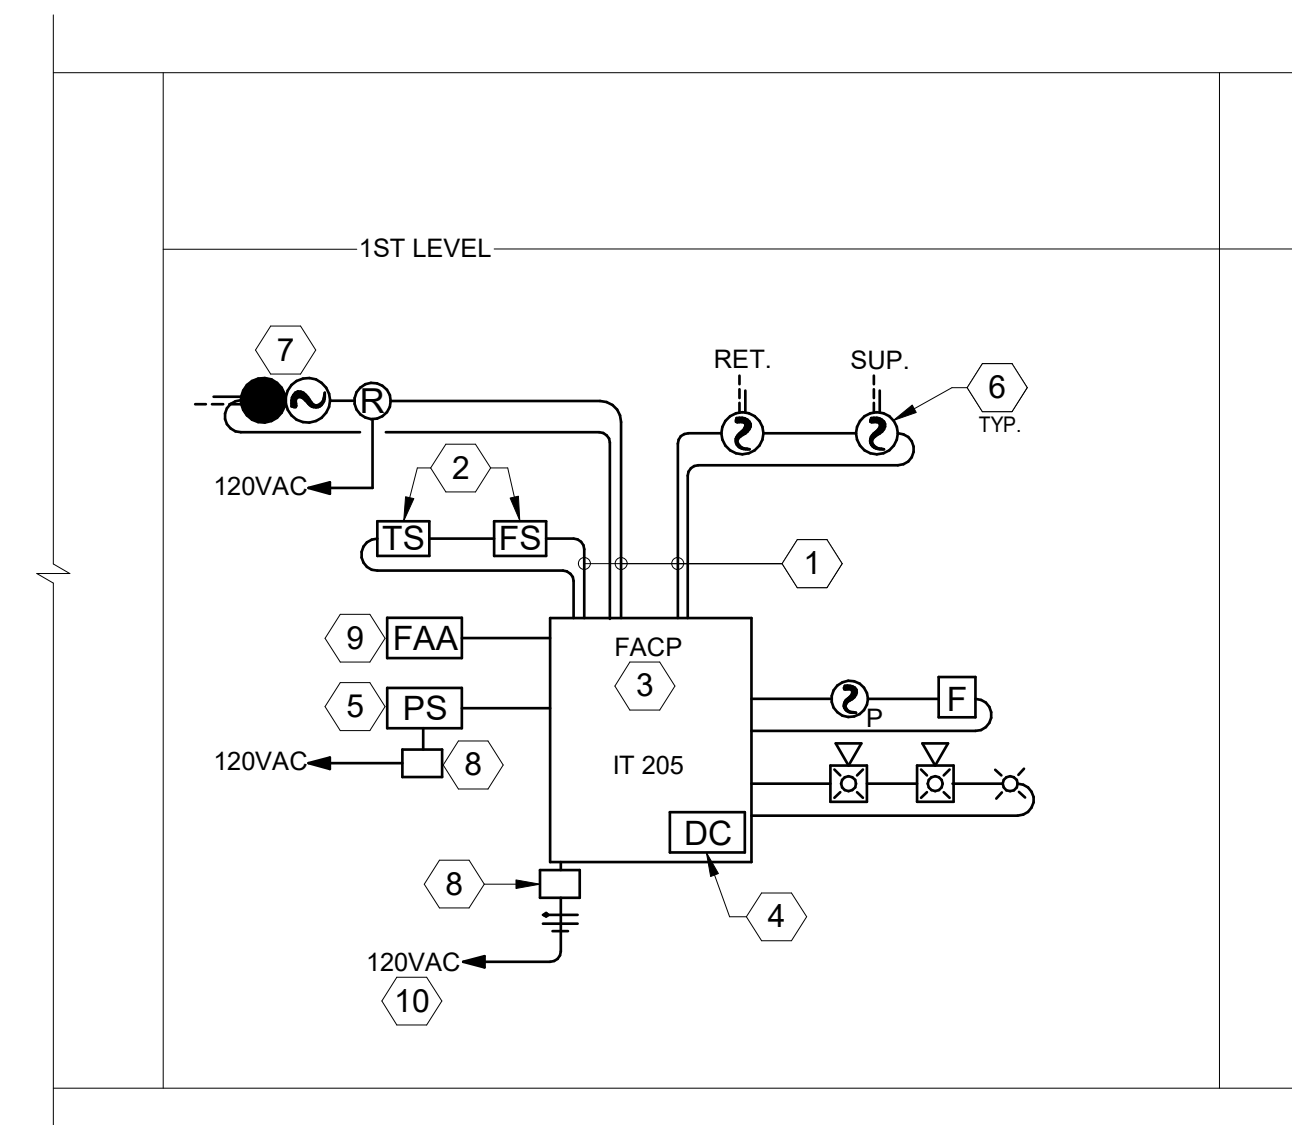 1ST LEVEL
7
RET.
SUP.
6
TYP.
R
2
120VAC
TS
FS
1
9
FAA
FACP
3
5
PS
P
F
120VAC
8
IT 205
DC
8
4
120VAC
10